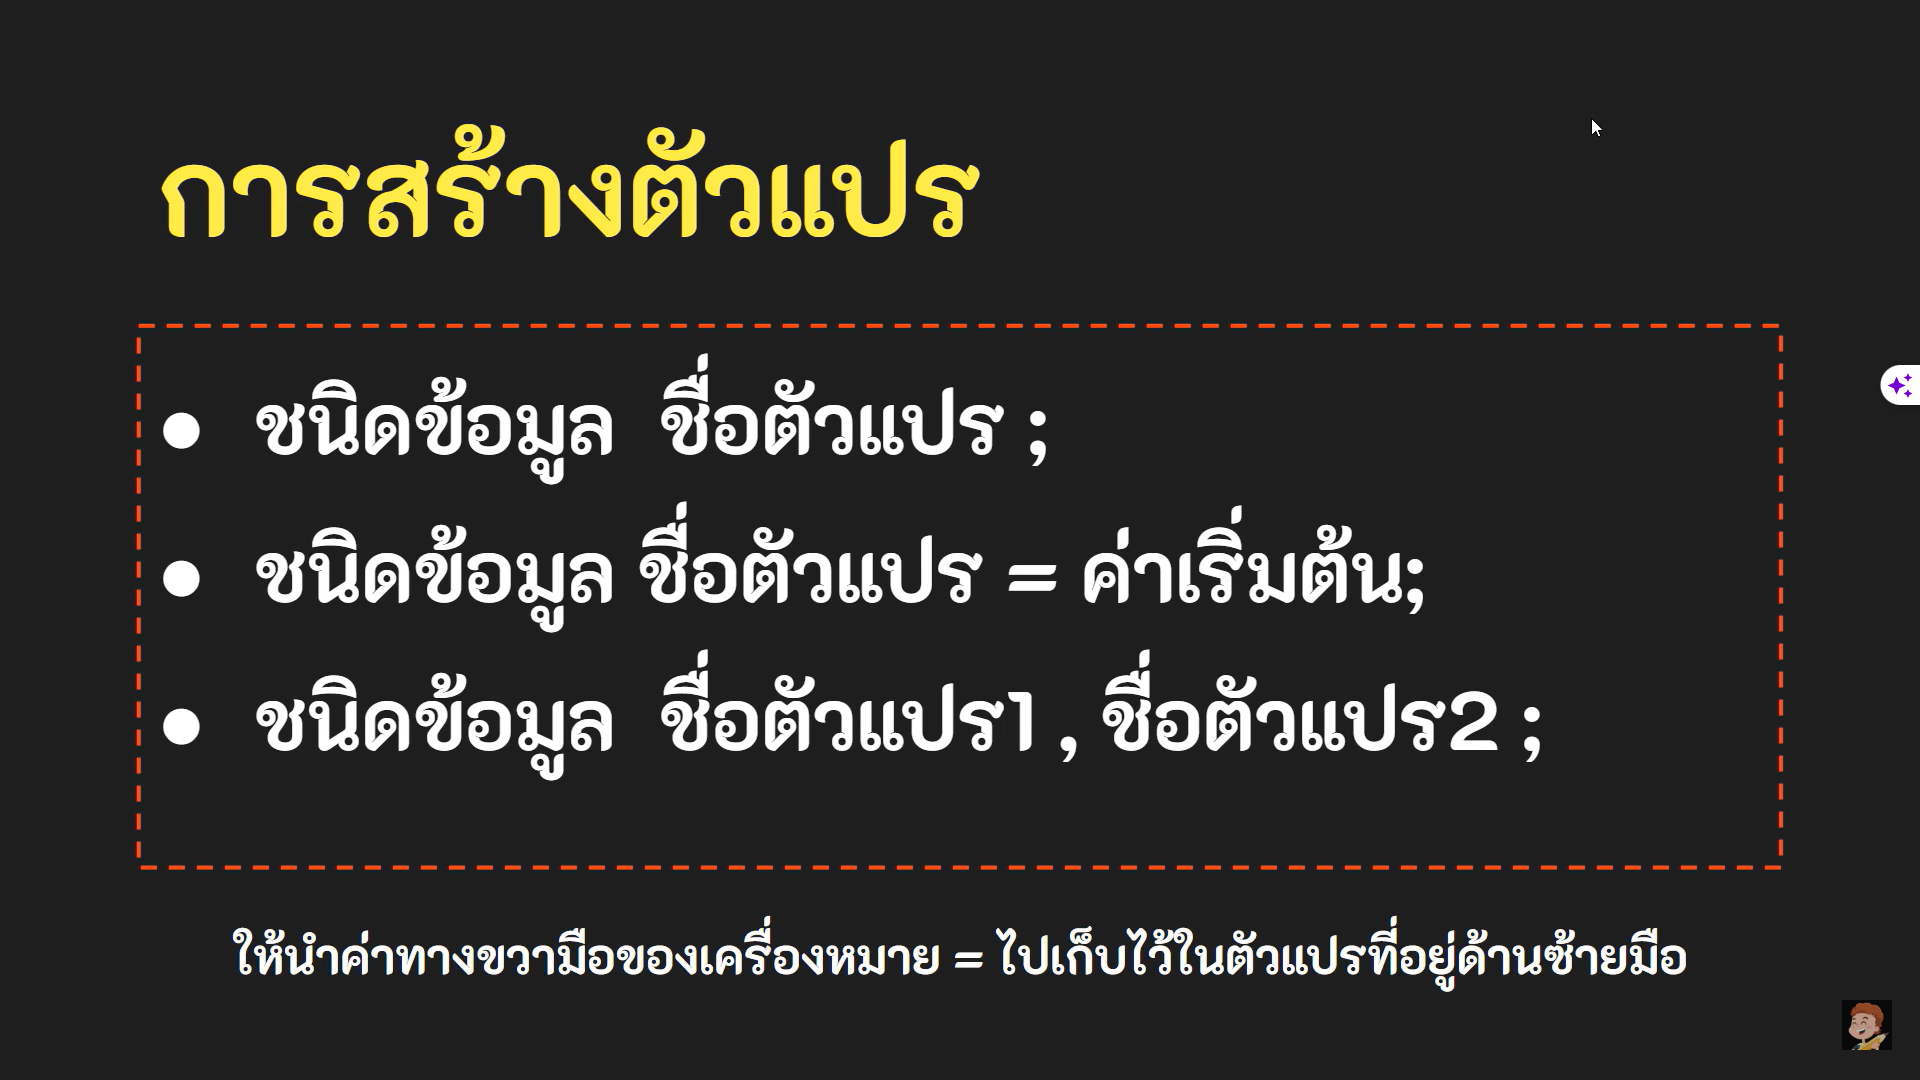 การสร้างตัวแปร
● ชนิดข้อมูล ชื่อตัวแปร ;
● ชนิดข้อมูล ชื่อตัวแปร = ค่าเริ่มต้น;
● ชนิดข้อมูล ชื่อตัวแปร1 , ชื่อตัวแปร2 ;
ให้นำค่าทางขวามือของเครื่องหมาย = ไปเก็บไว้ในตัวแปรที่อยู่ด้านซ้ายมือ